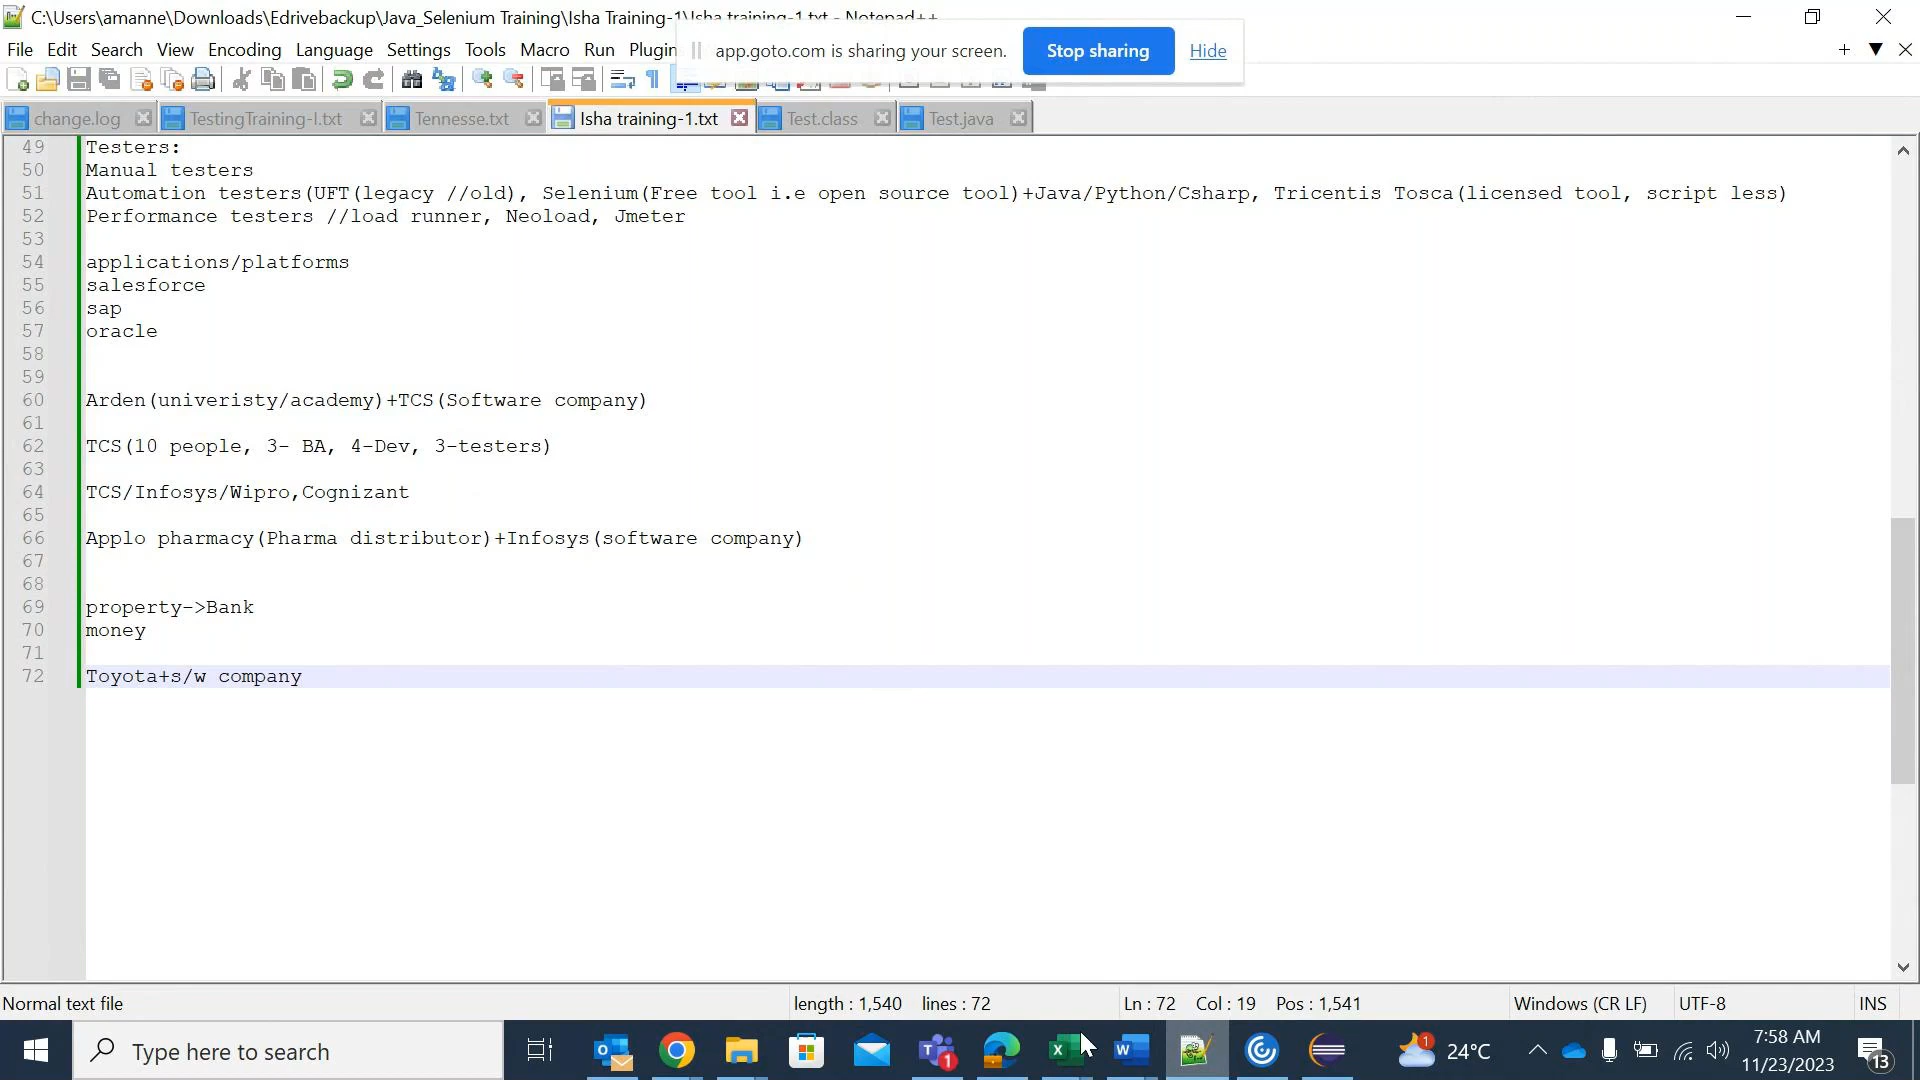 C:\Users\amanne\Downloads\Edrivebackup\Java_Selenium Training\Isha Training-1\Isha training-1.txt - Notepad++
File Edit Search View Encoding Language Settings Tools Macro Run Plugin
app.goto.com is sharing your screen. Stop sharing Hide
change.log TestingTraining-I.txt Tennesse.txt Isha training-1.txt Test.class Test.java
49 Testers:
50 Manual testers
51 Automation testers(UFT(legacy //old), Selenium(Free tool i.e open source tool)+Java/Python/Csharp, Tricentis Tosca(licensed tool, script less)
52 Performance testers //load runner, Neoload, Jmeter
53
54 applications/platforms
55 salesforce
56 sap
57 oracle
58
59
60 Arden(univeristy/academy)+TCS(Software company)
61
62 TCS(10 people, 3- BA, 4-Dev, 3-testers)
63
64 TCS/Infosys/Wipro,Cognizant
65
66 Applo pharmacy(Pharma distributor)+Infosys(software company)
67
68
69 property->Bank
70 money
71
72 Toyota+s/w company
Normal text file length : 1,540 lines : 72 Ln : 72 Col : 19 Pos : 1,541 Windows (CR LF) UTF-8 INS
Type here to search
1
1 24°C
7:58 AM
11/23/2023
13